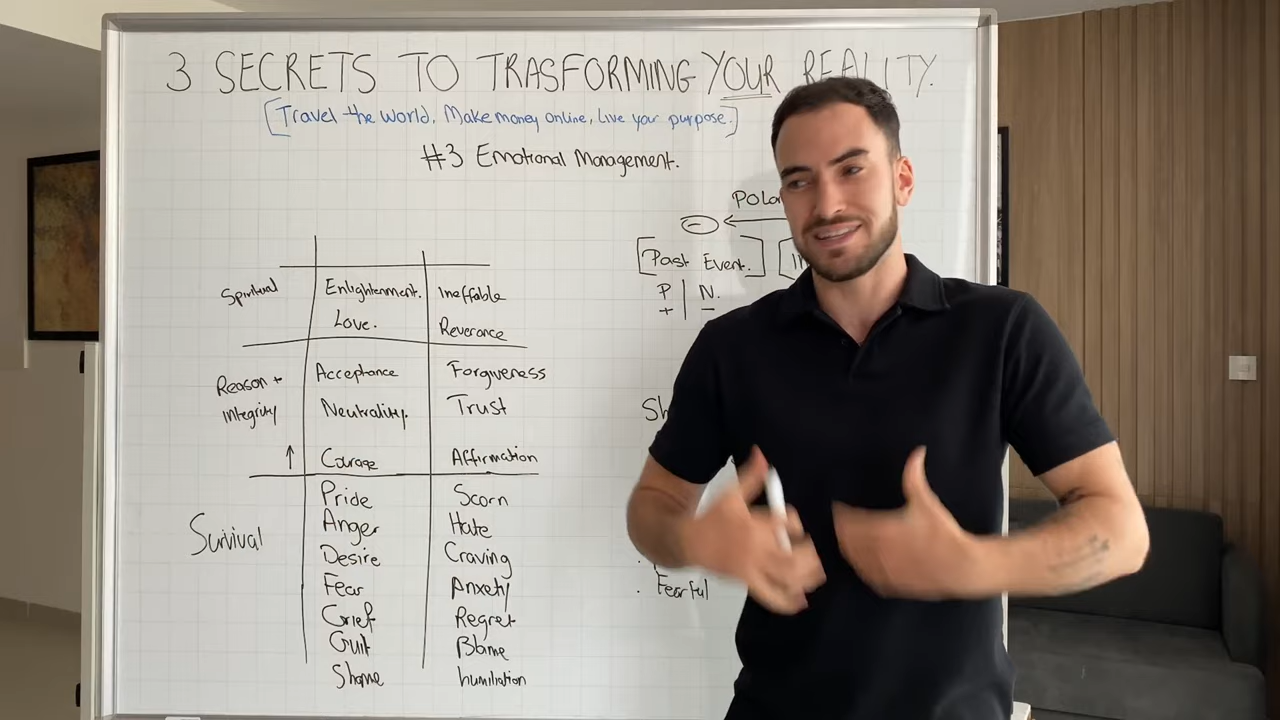 3 SECRETS TO TRASFORMING YOUR REALITY.
[Travel the world, Make money online, Live your purpose.]
#3 Emotional Management.
[Past Event.] [
P | N.
+ | -
Spiritual
Enlightenment. Ineffable
Love. Reverance
Reason +
integrity
Acceptance Forgiveness
Neutrality. Trust
↑ Courage Affirmation
Survival
Pride Scorn
Anger Hate
Desire Craving
Fear Anxety
Grief Regret
Guilt Blame
Shame humiliation
. Fearful